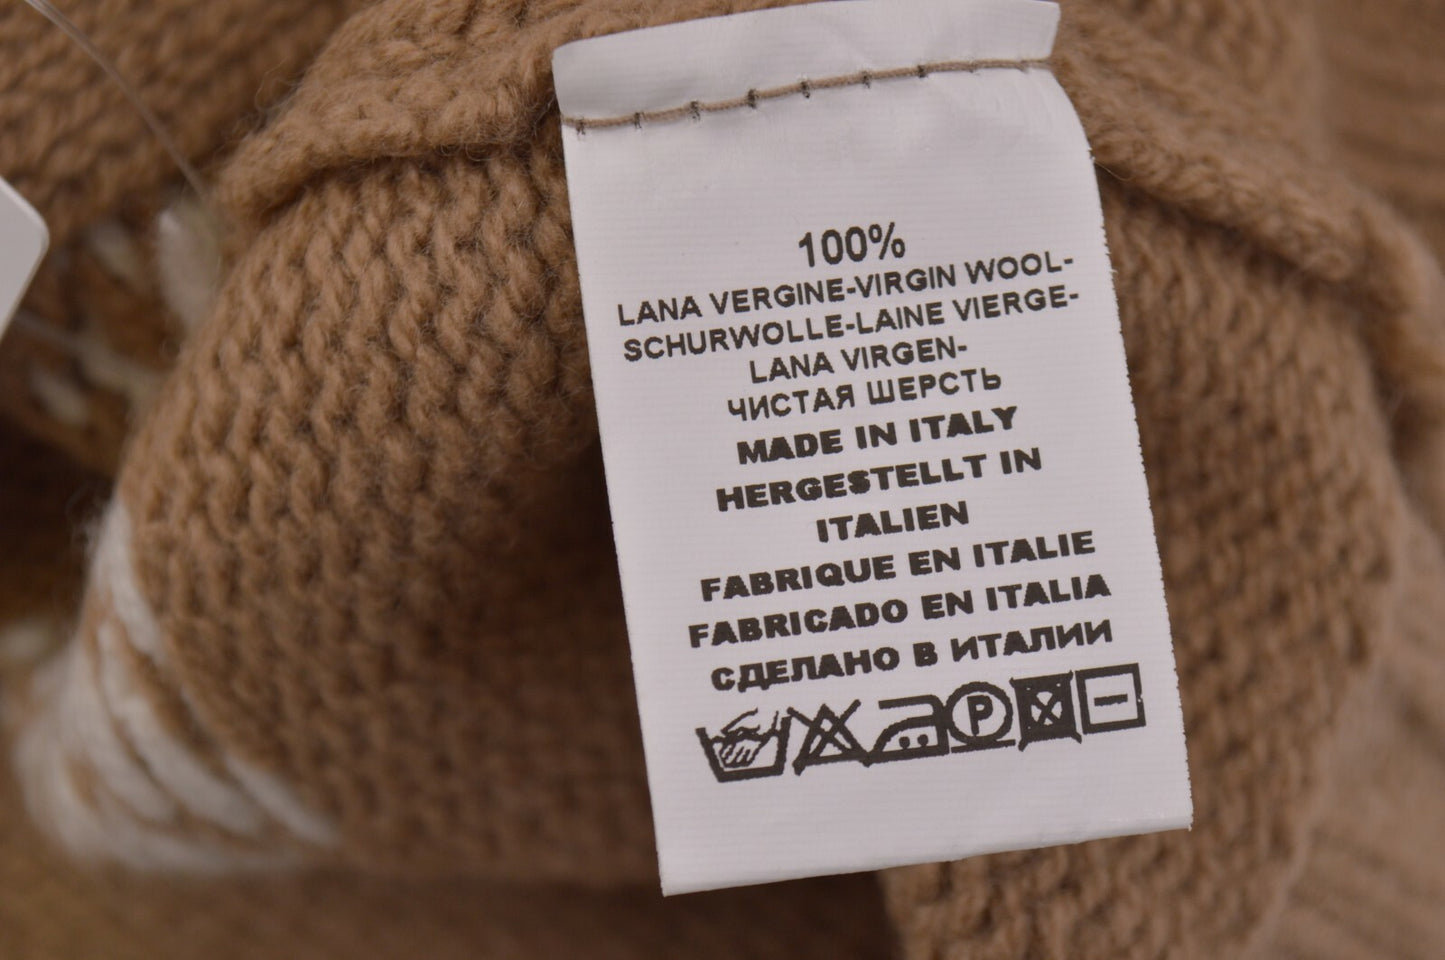 100%
LANA VERGINE-VIRGIN WOOL-
SCHURWOLLE-LAINE VIERGE-
LANA VIRGEN-
ЧИСТАЯ ШЕРСТЬ
MADE IN ITALY
HERGESTELLT IN
ITALIEN
FABRIQUE EN ITALIE
FABRICADO EN ITALIA
СДЕЛАНО В ИТАЛИИ
P